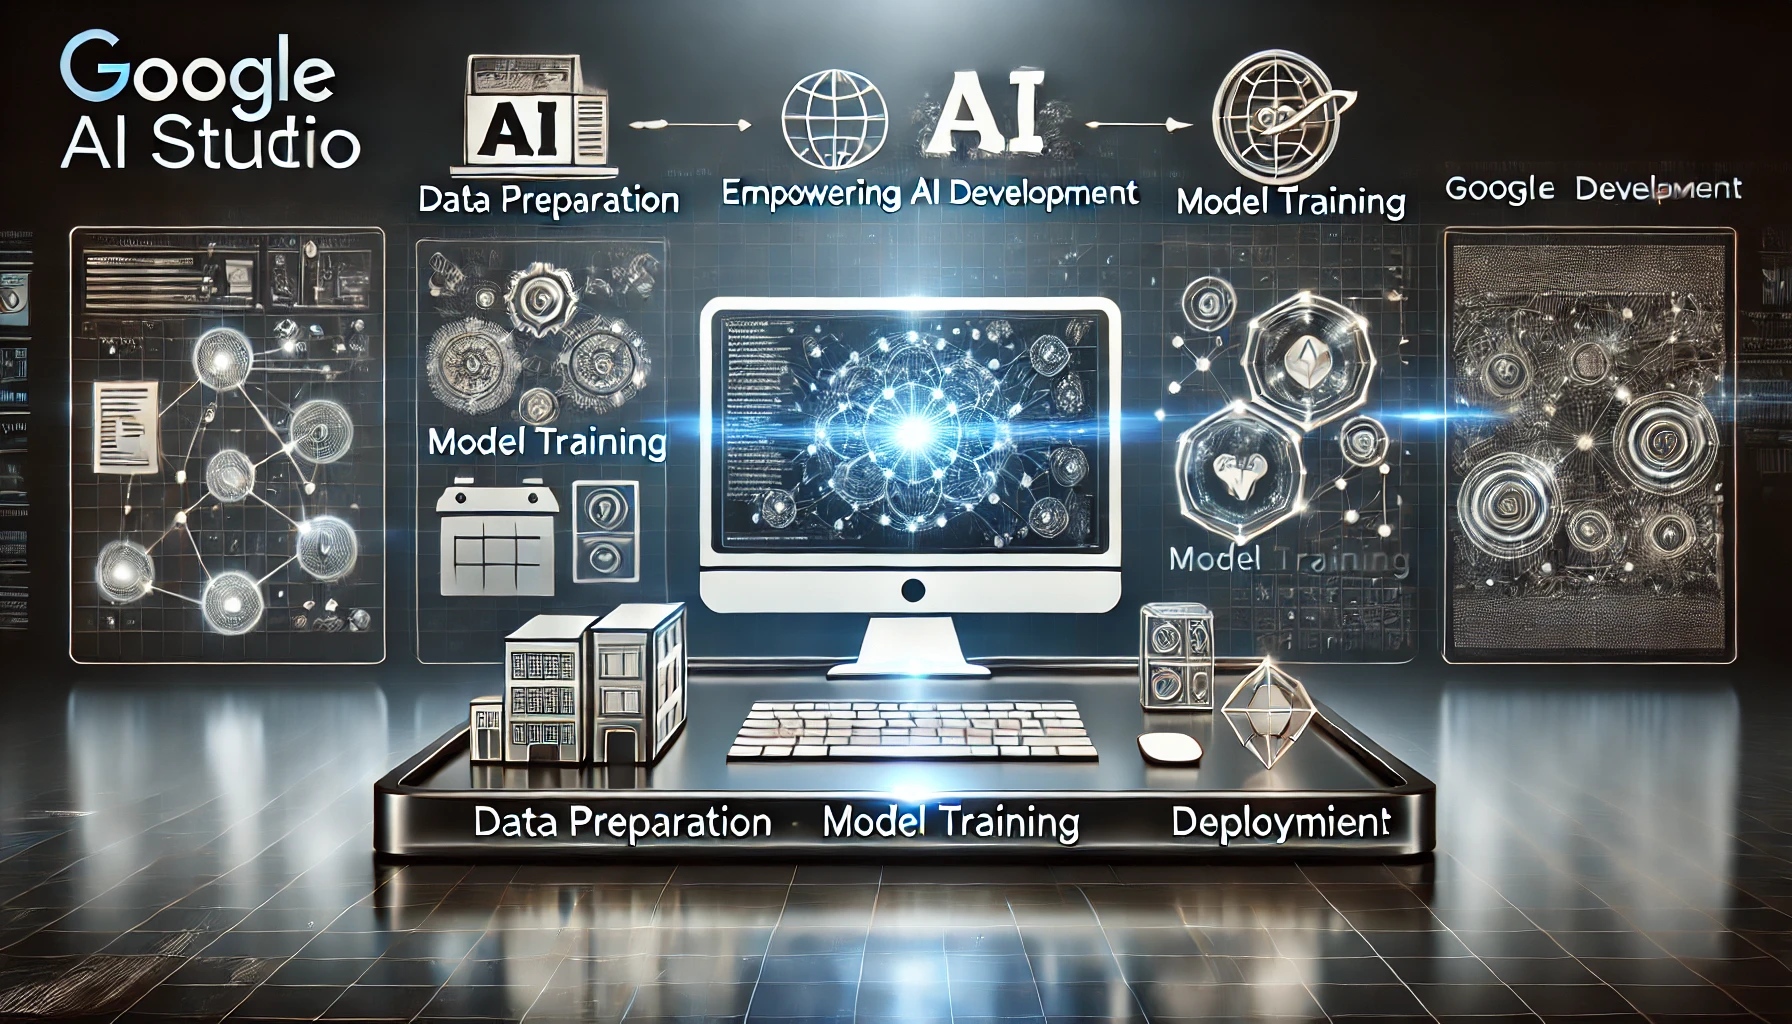 Google
AI Studio
AI
AI
Data Preparation
Empowering AI Development
Model Training
Google Develpment
Model Training
Model Training
Data Preparation
Model Training
Deploymient